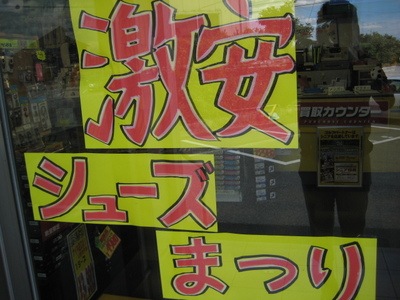 激安
シューズ
まつり
買取カウンター